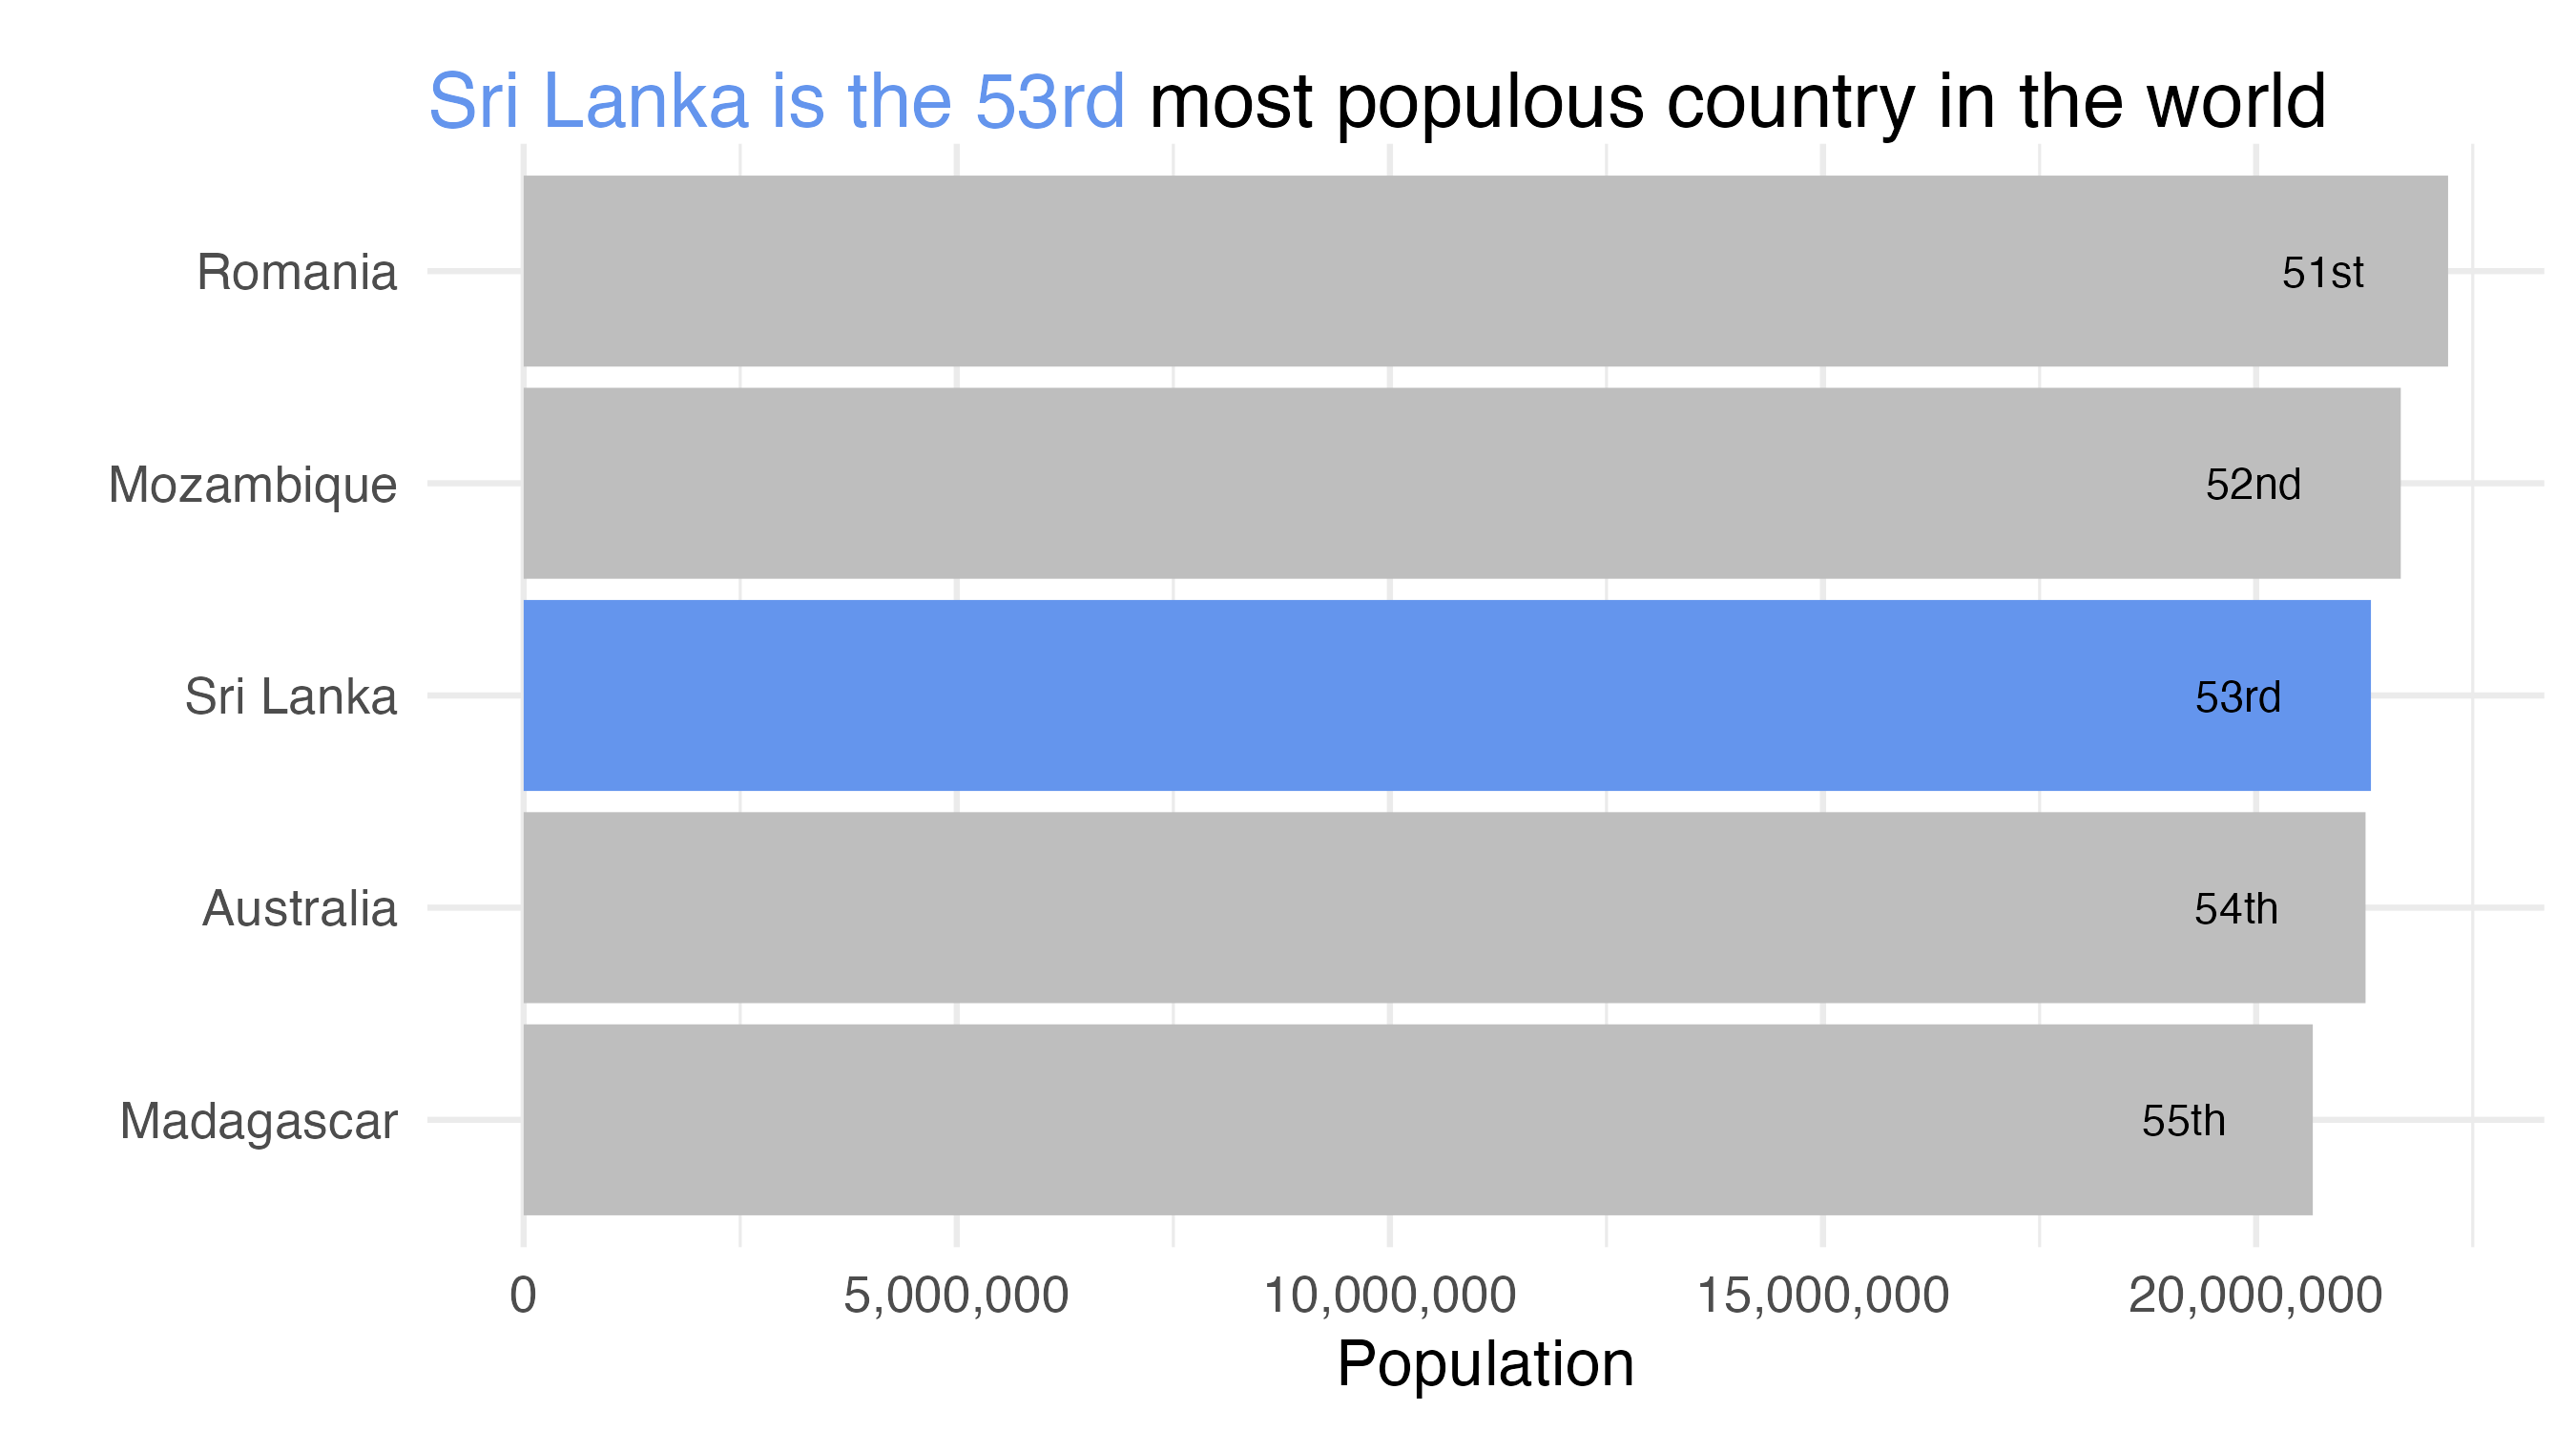 Sri Lanka is the 53rd most populous country in the world
Romania 51st
Mozambique 52nd
Sri Lanka 53rd
Australia 54th
Madagascar 55th
0 5,000,000 10,000,000 15,000,000 20,000,000
Population